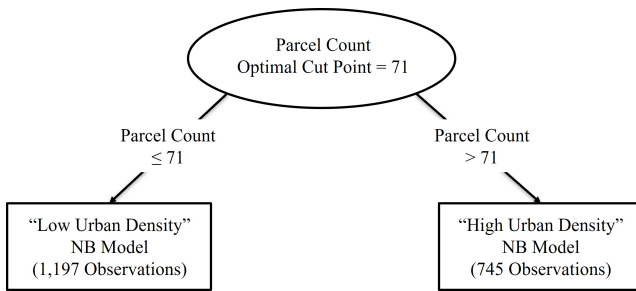 Parcel Count
Optimal Cut Point = 71
Parcel Count
≤ 71
Parcel Count
> 71
“Low Urban Density”
NB Model
(1,197 Observations)
“High Urban Density”
NB Model
(745 Observations)